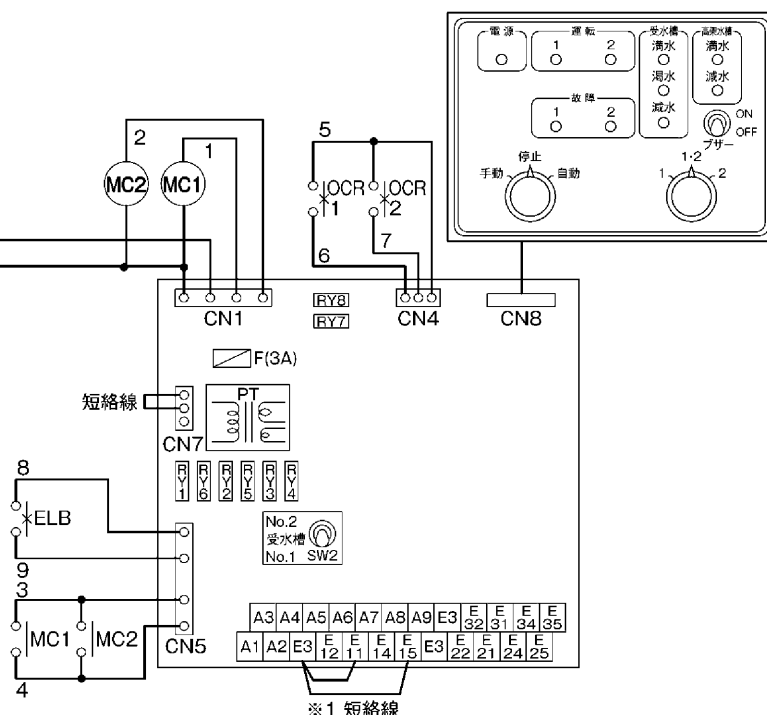 電源
運転
1 2
故障
1 2
受水槽
満水
渇水
減水
高架水槽
満水
減水
ON
OFF
ブザー
停止
手動 自動
1・2
1 2
2
1
MC2
MC1
5
OCR
1
OCR
2
6
7
CN1
RY8
RY7
CN4
CN8
F(3A)
短絡線
PT
CN7
RY1 RY6 RY2 RY5 RY3 RY4
8
ELB
9
3
No.2
受水槽
No.1 SW2
MC1
MC2
CN5
4
A3 A4 A5 A6 A7 A8 A9 E3 E32 E31 E34 E35
A1 A2 E3 E12 E11 E14 E15 E3 E22 E21 E24 E25
※1 短絡線